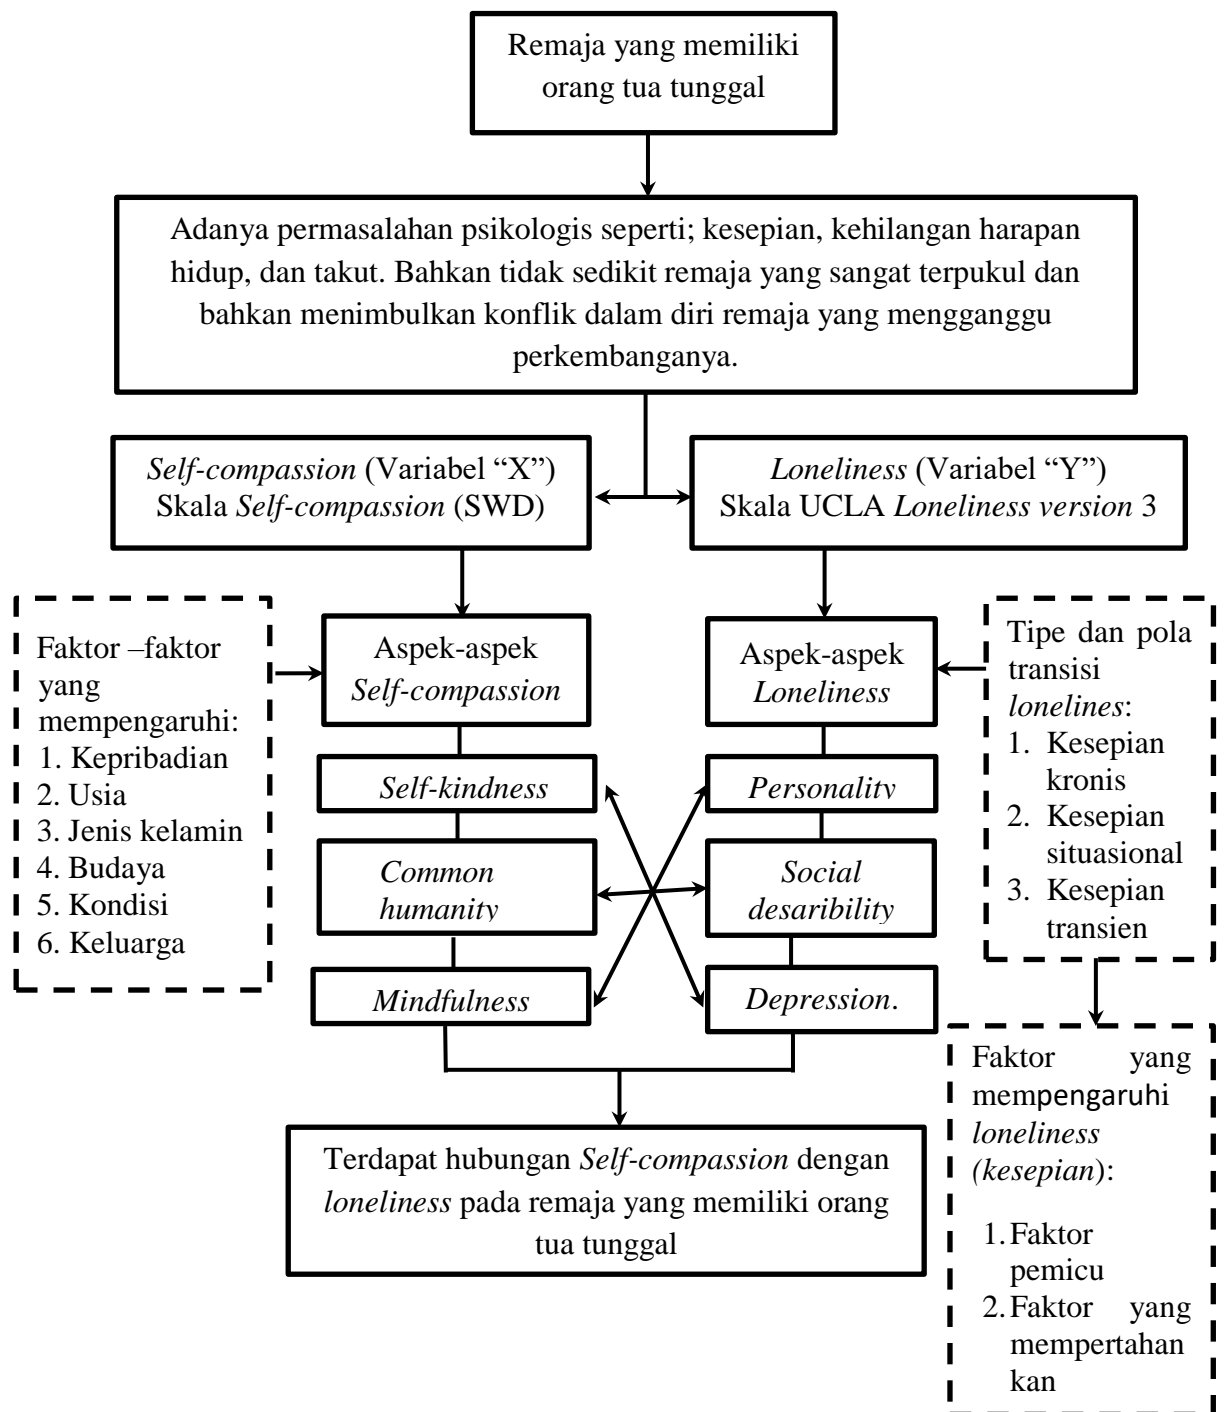 Remaja yang memiliki
orang tua tunggal
Adanya permasalahan psikologis seperti; kesepian, kehilangan harapan
hidup, dan takut. Bahkan tidak sedikit remaja yang sangat terpukul dan
bahkan menimbulkan konflik dalam diri remaja yang mengganggu
perkembanganya.
Self-compassion (Variabel “X”)
Skala Self-compassion (SWD)
Loneliness (Variabel “Y”)
Skala UCLA Loneliness version 3
Faktor –faktor
yang
mempengaruhi:
1. Kepribadian
2. Usia
3. Jenis kelamin
4. Budaya
5. Kondisi
6. Keluarga
Aspek-aspek
Self-compassion
Self-kindness
Common
humanity
Mindfulness
Aspek-aspek
Loneliness
Personality
Social
desaribility
Depression.
Tipe dan pola
transisi
lonelines:
1. Kesepian
kronis
2. Kesepian
situasional
3. Kesepian
transien
Faktor yang
mempengaruhi
loneliness
(kesepian):
1. Faktor
pemicu
2. Faktor yang
mempertahan
kan
Terdapat hubungan Self-compassion dengan
loneliness pada remaja yang memiliki orang
tua tunggal